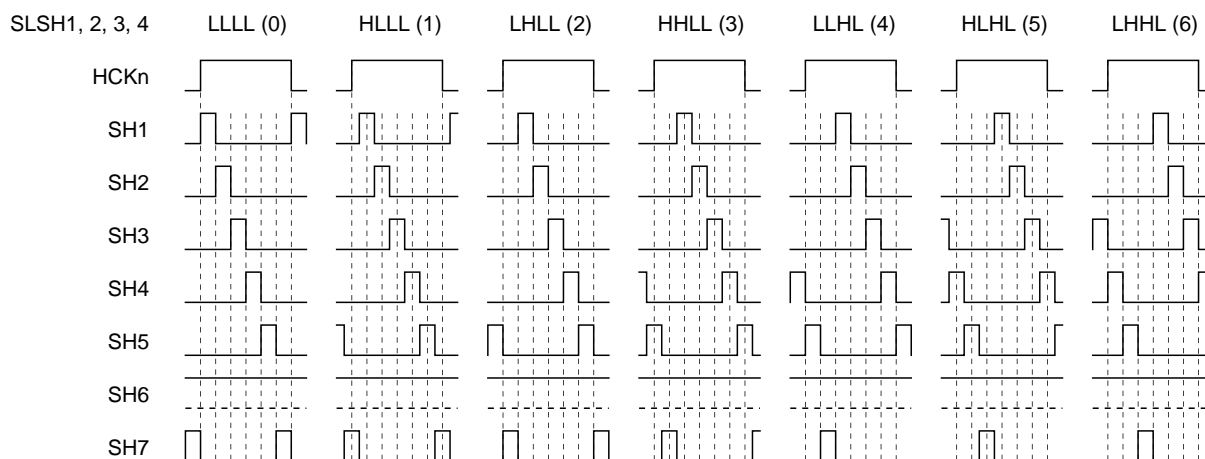 SLSH1, 2, 3, 4 LLLL (0) HLLL (1) LHLL (2) HHLL (3) LLHL (4) HLHL (5) LHHL (6)
HCKn
SH1
SH2
SH3
SH4
SH5
SH6
SH7